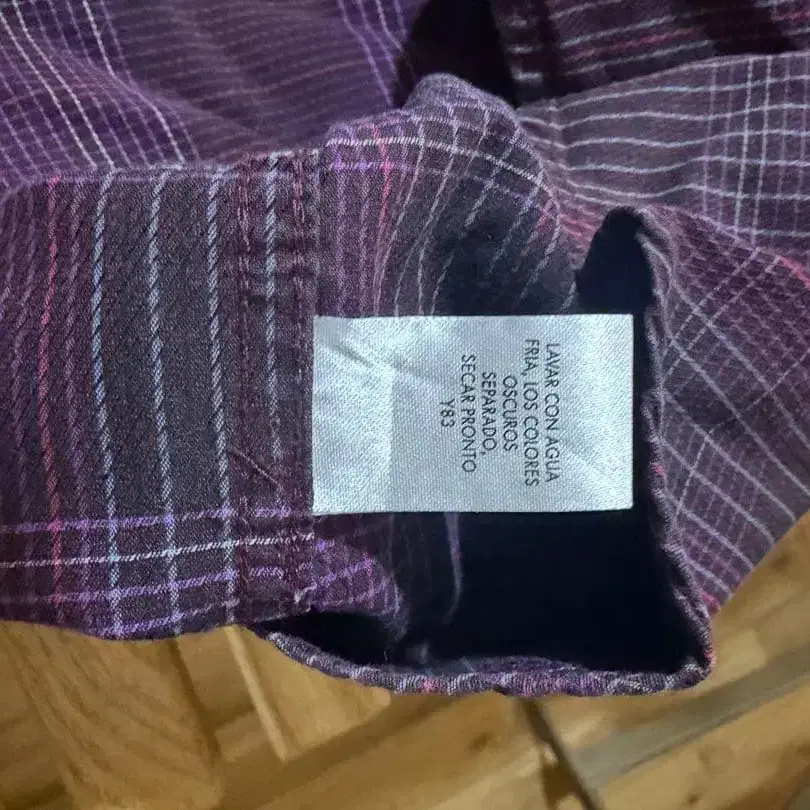 LAVAR CON AGUA
FRIA, LOS COLORES
OSCUROS
SEPARADO,
SECAR PRONTO
Y83